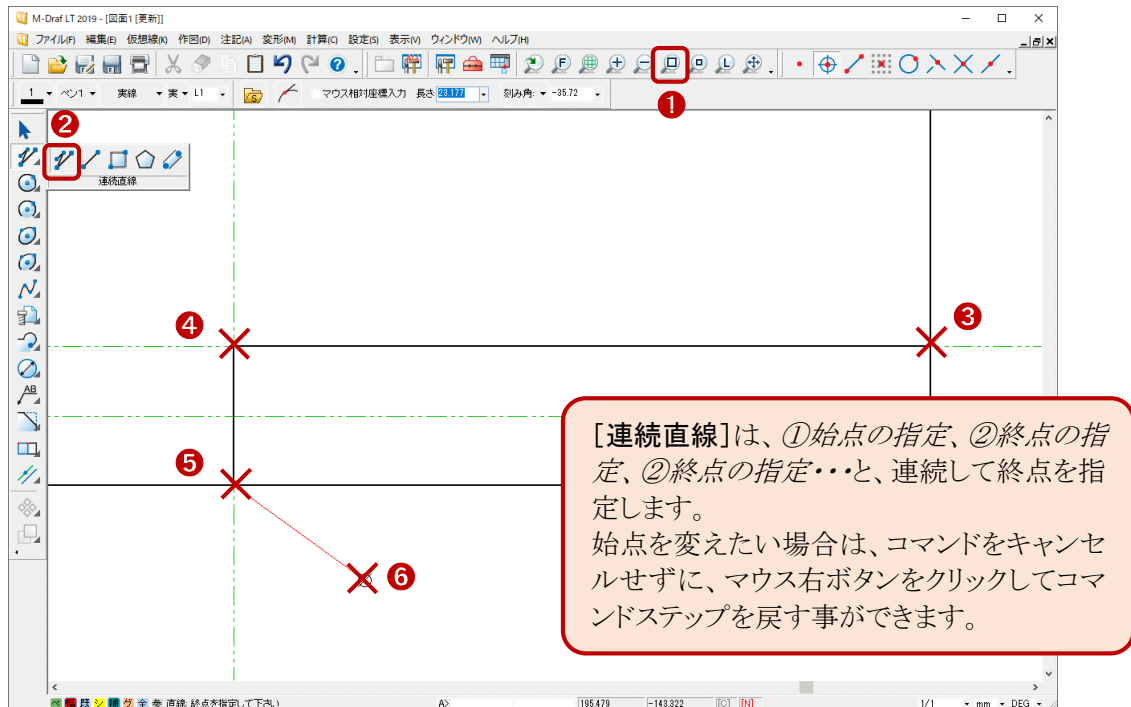 M-Draf LT 2019 - [図面1 [更新]]
ファイル(F) 編集(E) 仮想線(K) 作図(D) 注記(A) 変形(M) 計算(C) 設定(S) 表示(V) ウィンドウ(W) ヘルプ(H)
1 ペン1 実線 実 L1 マウス相対座標入力 長さ 23.177 刻み角: -35.72
❶
❷
連続直線
❸
❹
❺
❻
[連続直線]は、①始点の指定、②終点の指
定、②終点の指定・・・と、連続して終点を指
定します。
始点を変えたい場合は、コマンドをキャンセ
ルせずに、マウス右ボタンをクリックしてコマ
ンドステップを戻す事ができます。
AB
直線: 終点を指定して下さい A> 195.479 -143.322 [C] [N] 1/1 mm DEG